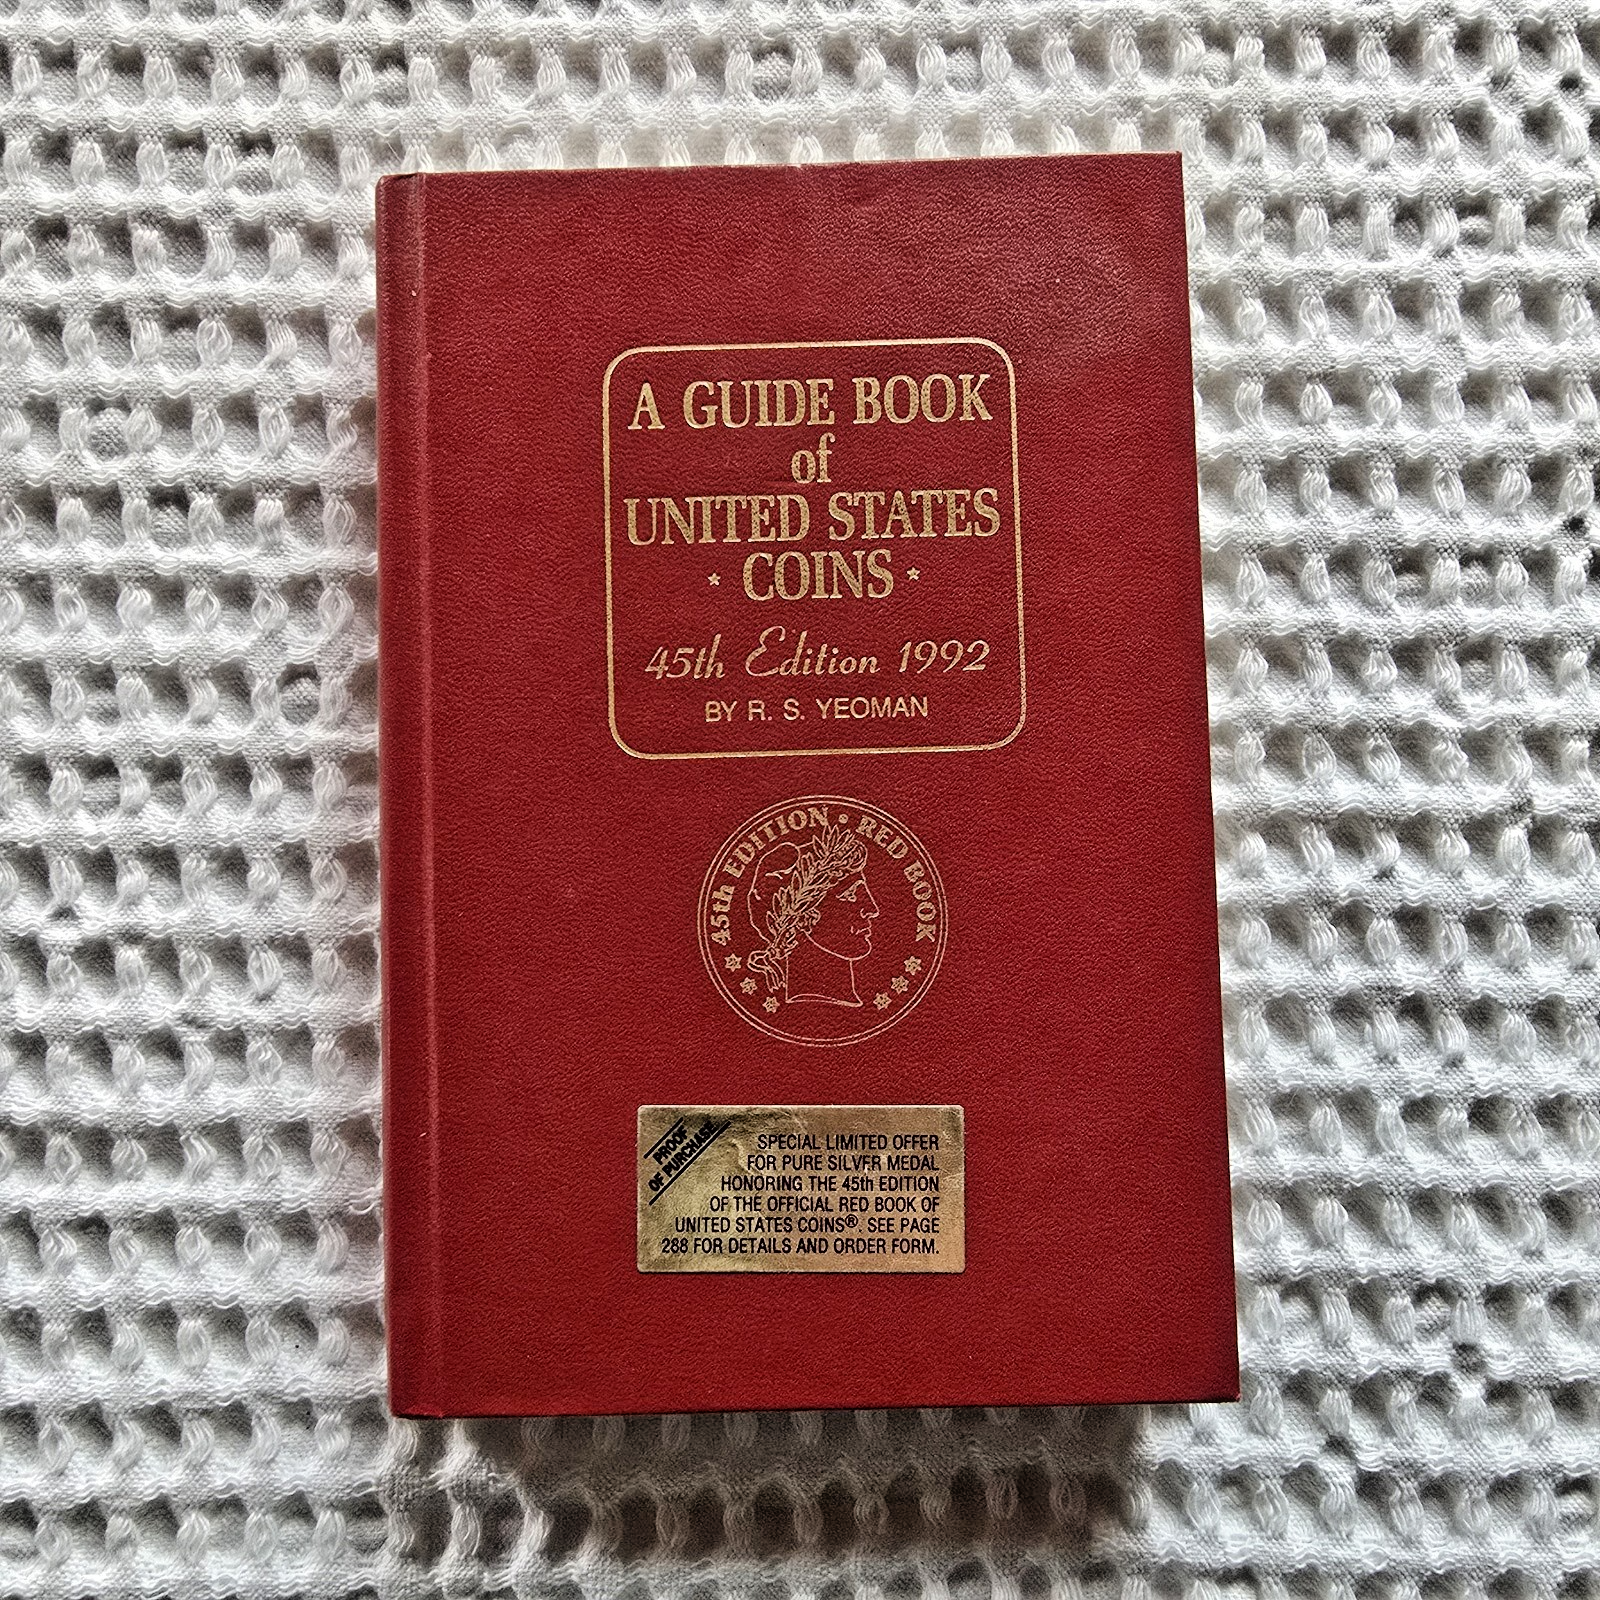 A GUIDE BOOK
of
UNITED STATES
COINS
45th Edition 1992
BY R. S. YEOMAN
45th EDITION • RED BOOK
PROOF
OF PURCHASE
SPECIAL LIMITED OFFER
FOR PURE SILVER MEDAL
HONORING THE 45th EDITION
OF THE OFFICIAL RED BOOK OF
UNITED STATES COINS®. SEE PAGE
288 FOR DETAILS AND ORDER FORM.